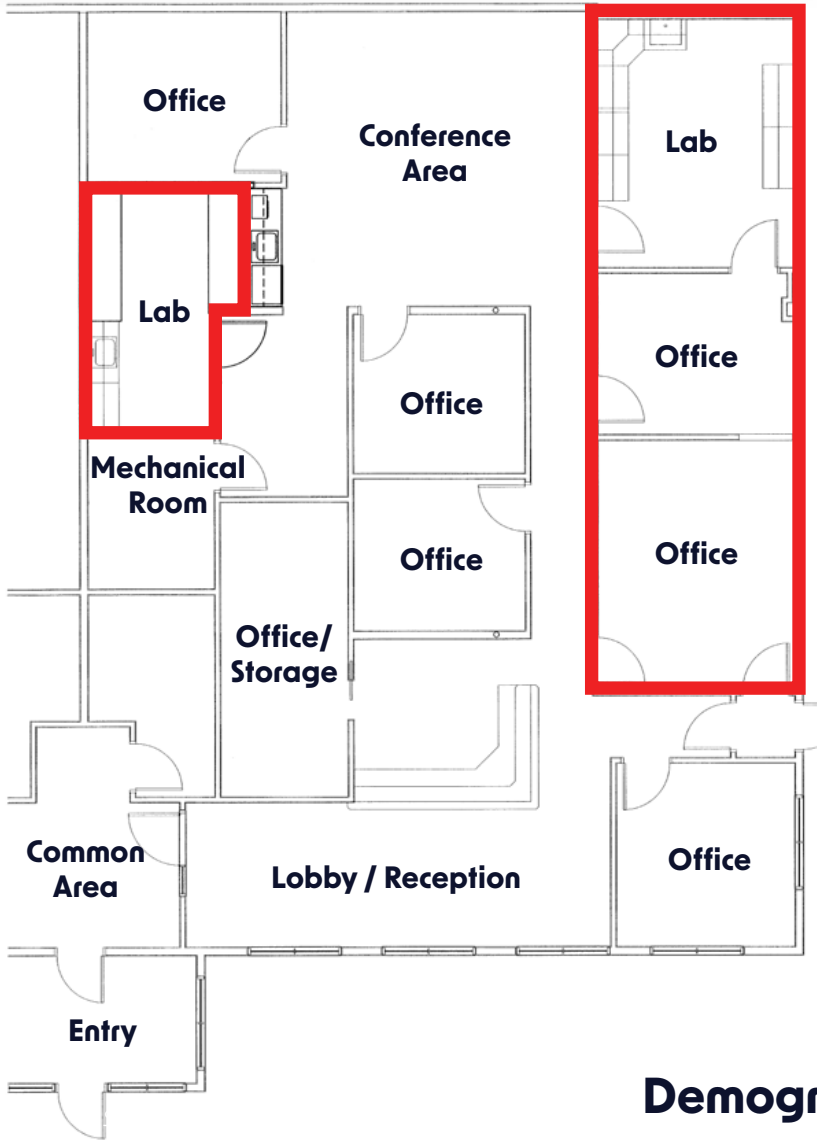 Office
Conference
Area
Lab
Lab
Office
Office
Mechanical
Room
Office
Office
Office/
Storage
Common
Area
Lobby / Reception
Office
Entry